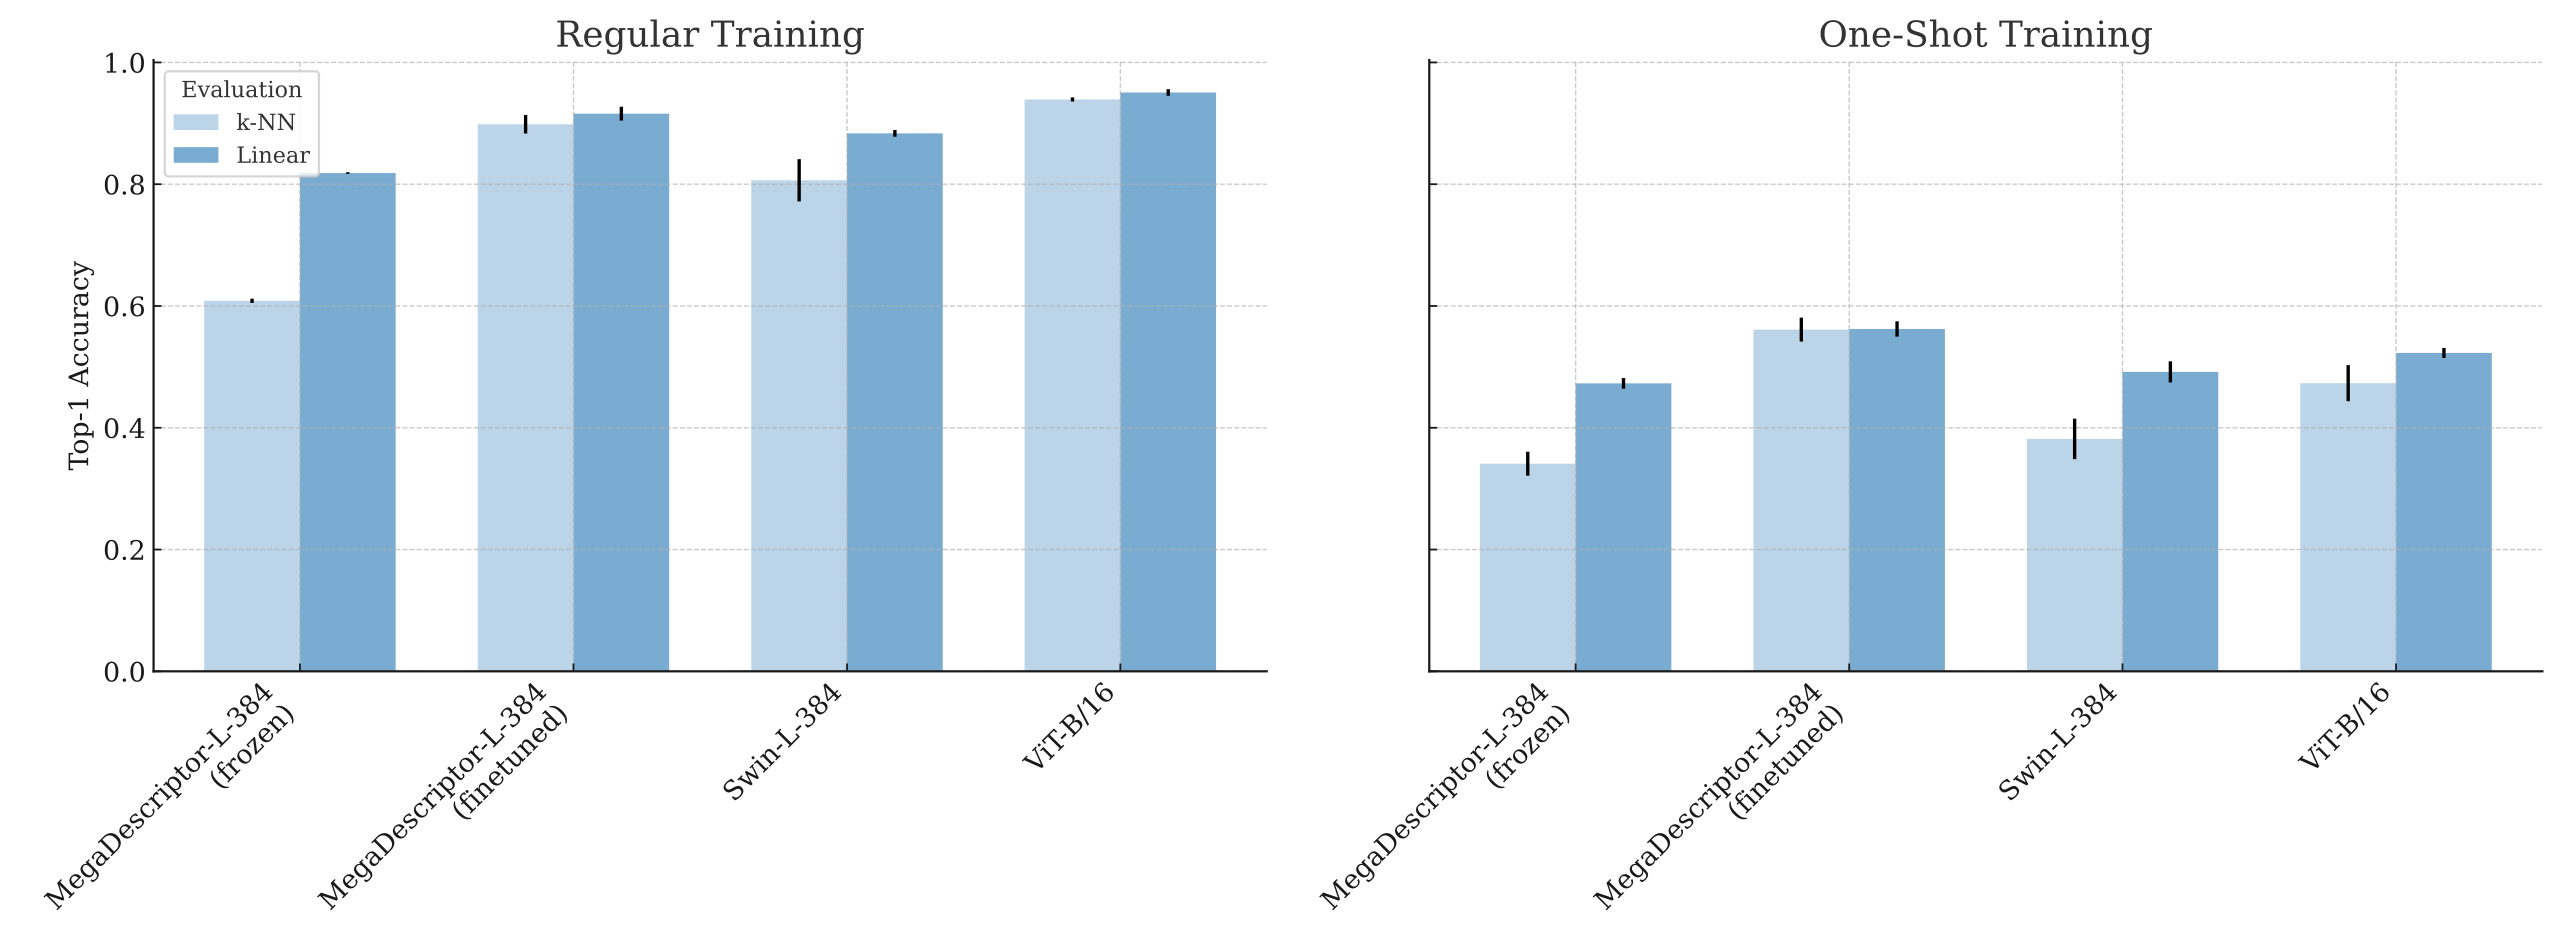 Regular Training
One-Shot Training
Top-1 Accuracy
1.0
0.8
0.6
0.4
0.2
0.0
Evaluation
k-NN
Linear
MegaDescriptor-L-384
(frozen)
MegaDescriptor-L-384
(finetuned)
Swin-L-384
ViT-B/16
MegaDescriptor-L-384
(frozen)
MegaDescriptor-L-384
(finetuned)
Swin-L-384
ViT-B/16